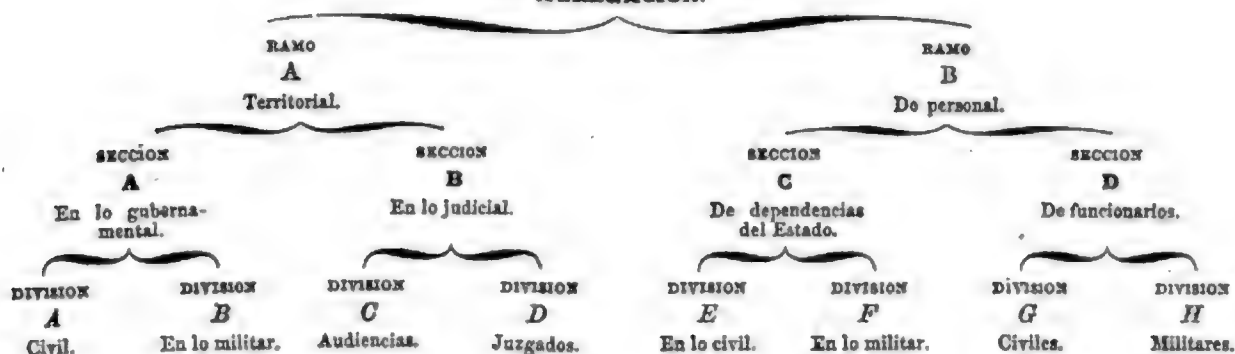 RAMO
A
Territorial.
RAMO
B
De personal.
SECCION
A
En lo guberna-
mental.
SECCION
B
En lo judicial.
SECCION
C
De dependencias
del Estado.
SECCION
D
De funcionarios.
DIVISION
A
Civil.
DIVISION
B
En lo militar.
DIVISION
C
Audiencias.
DIVISION
D
Juzgados.
DIVISION
E
En lo civil.
DIVISION
F
En lo militar.
DIVISION
G
Civiles.
DIVISION
H
Militares.